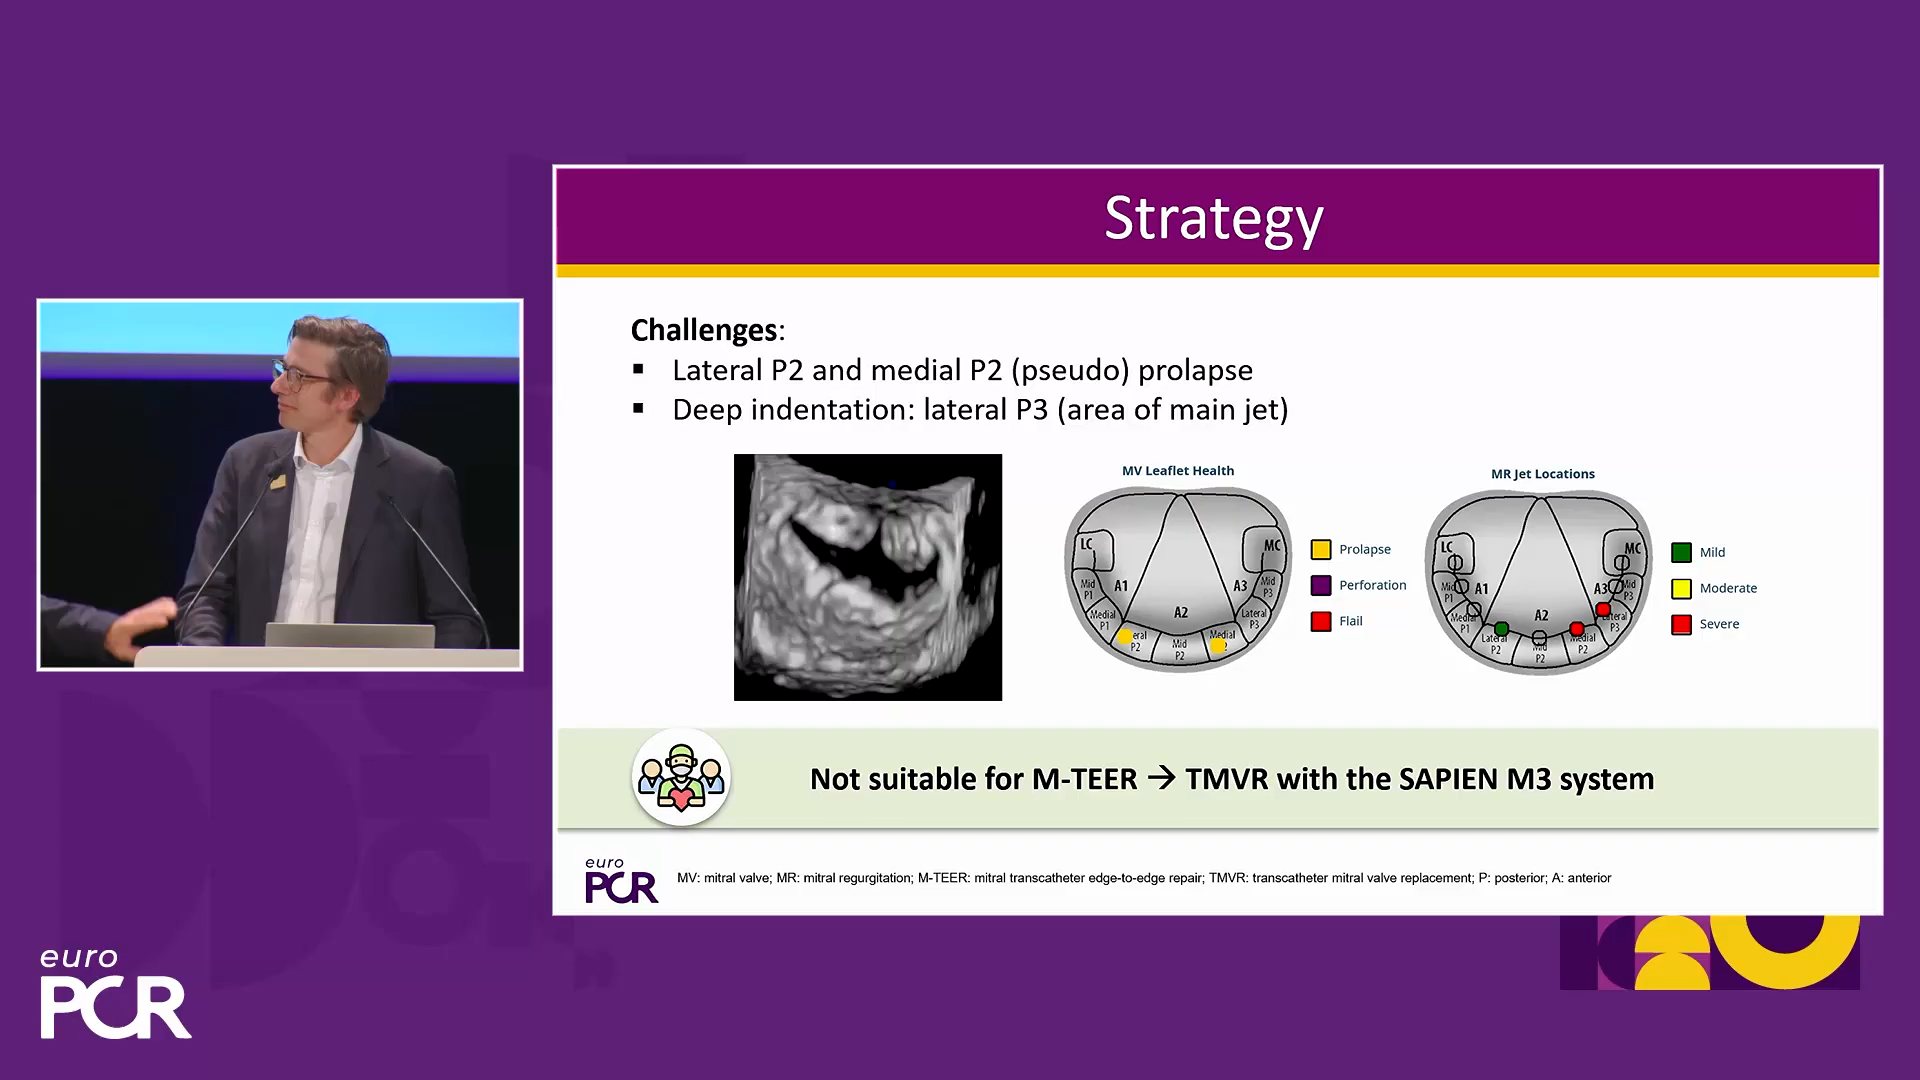 Strategy
Challenges:
▪ Lateral P2 and medial P2 (pseudo) prolapse
▪ Deep indentation: lateral P3 (area of main jet)
MV Leaflet Health
LC
MC
Mid P1
A1
A3
Mid P3
Medial P1
A2
Lateral P3
eral P2
Mid P2
Medial
Prolapse
Perforation
Flail
MR Jet Locations
LC
MC
Mid P1
A1
A3
Mid P3
Medial P1
A2
Lateral P3
Lateral P2
Mid P2
Medial P2
Mild
Moderate
Severe
Not suitable for M-TEER → TMVR with the SAPIEN M3 system
euro
PCR
MV: mitral valve; MR: mitral regurgitation; M-TEER: mitral transcatheter edge-to-edge repair; TMVR: transcatheter mitral valve replacement; P: posterior; A: anterior
euro
PCR